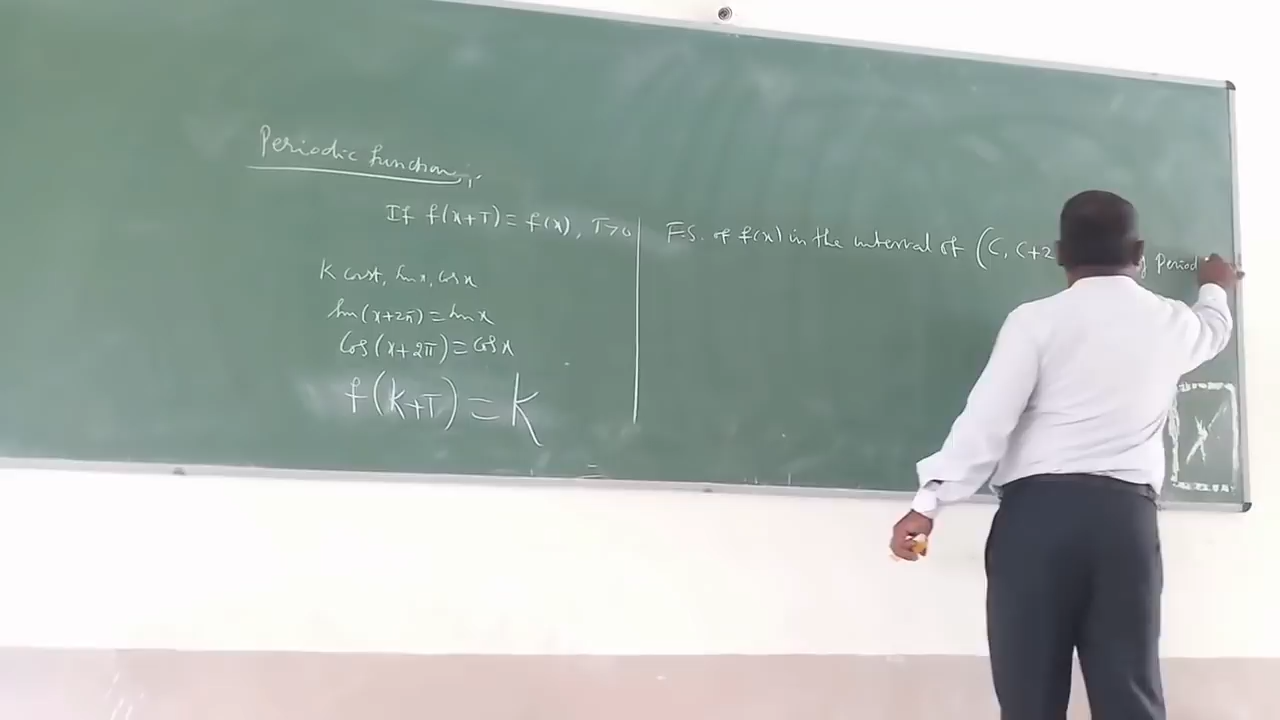 Periodic function:
If f(x+T) = f(x), T>0
K const, sin x, cos x
sin(x+2π) = sin x
cos(x+2π) = cos x
f(K+T) = K
F.S. of f(x) in the interval of (C, C+2 Period